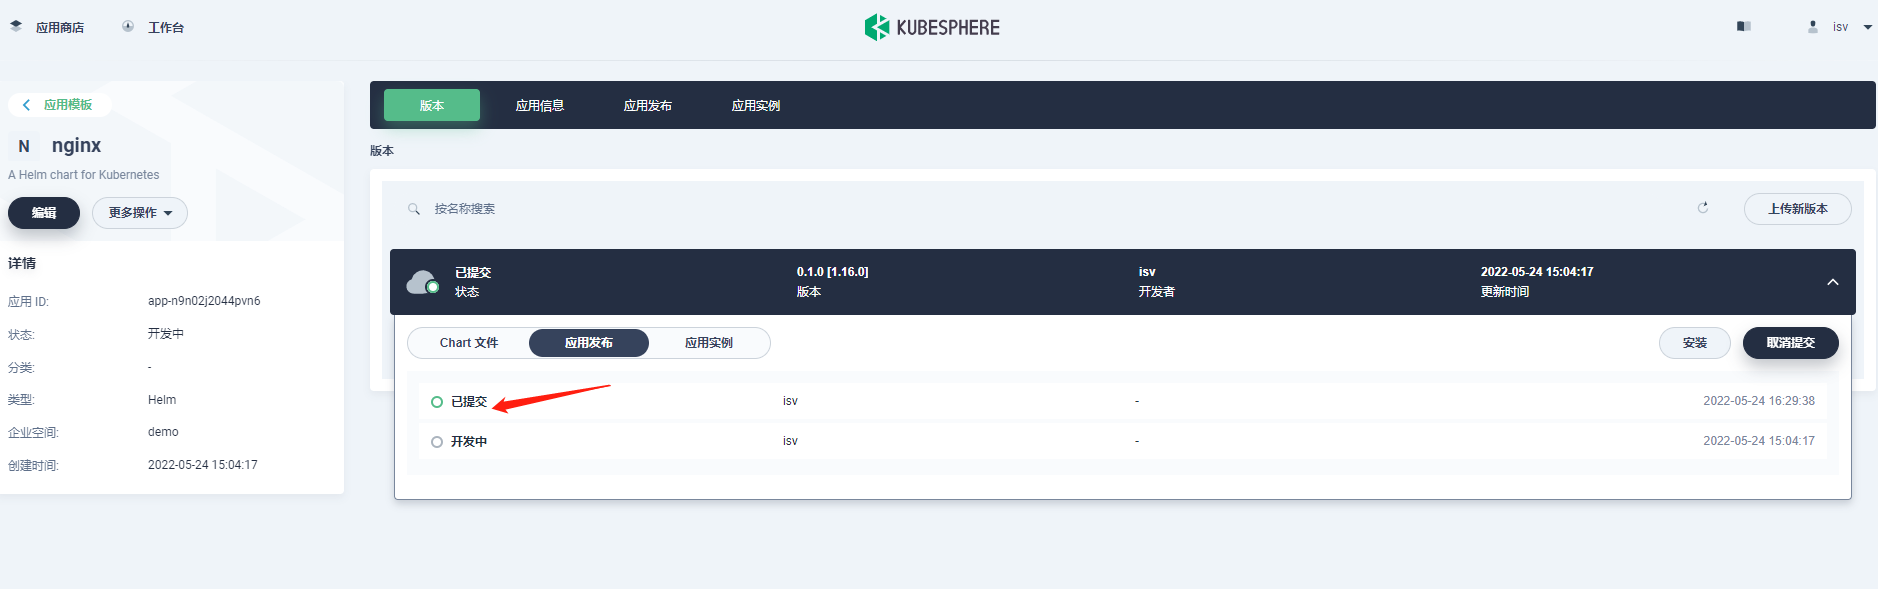 应用商店 工作台 KUBESPHERE isv
应用模板
N nginx
A Helm chart for Kubernetes
编辑 更多操作
详情
应用 ID: app-n9n02j2044pvn6
状态: 开发中
分类: -
类型: Helm
企业空间: demo
创建时间: 2022-05-24 15:04:17
版本 应用信息 应用发布 应用实例
版本
按名称搜索 上传新版本
已提交 0.1.0 [1.16.0] isv 2022-05-24 15:04:17
状态 版本 开发者 更新时间
Chart 文件 应用发布 应用实例 安装 取消提交
已提交 isv - 2022-05-24 16:29:38
开发中 isv - 2022-05-24 15:04:17